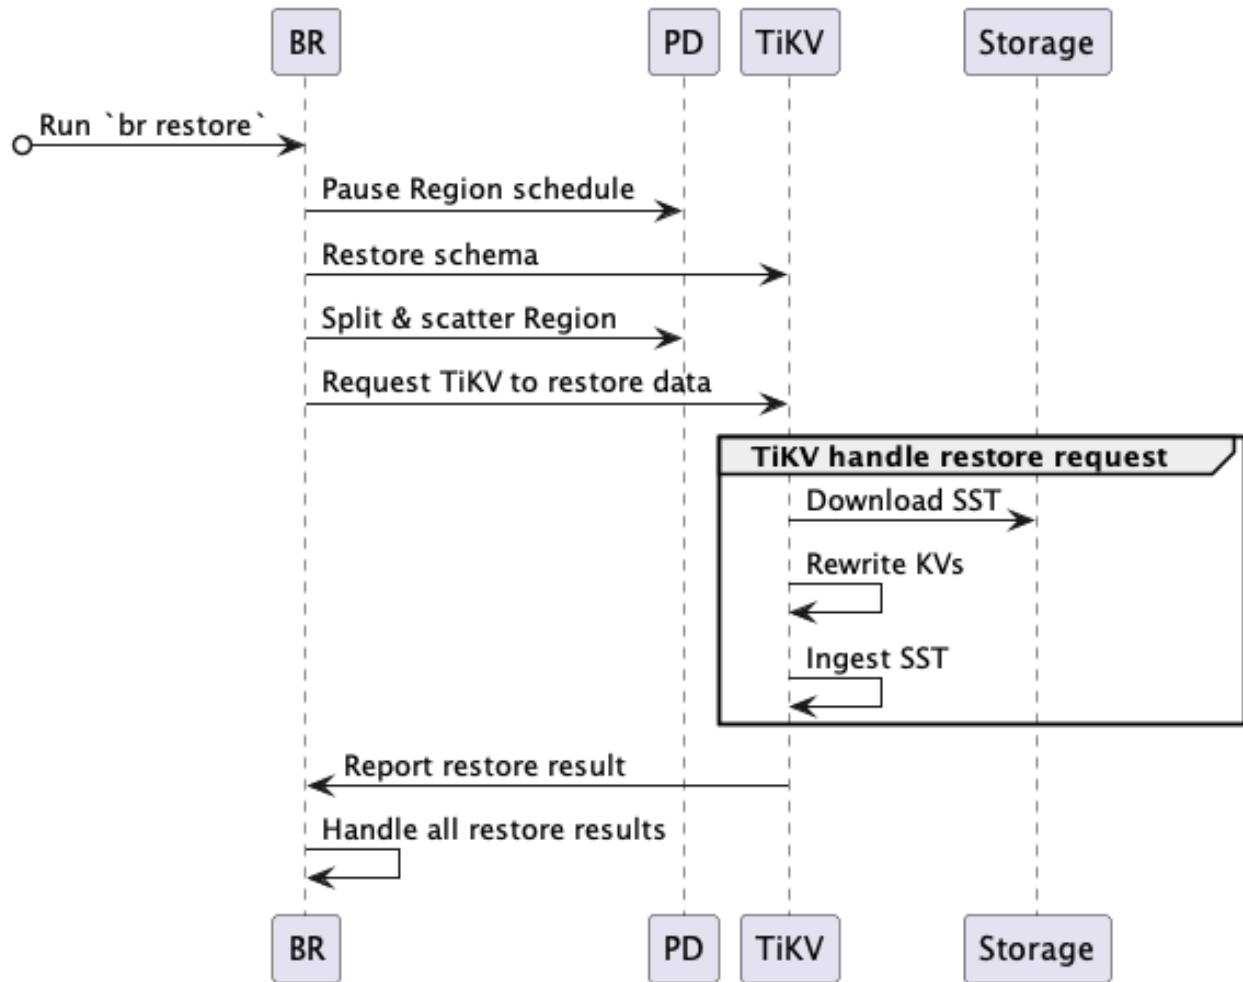 BR PD TiKV Storage
Run `br restore`
Pause Region schedule
Restore schema
Split & scatter Region
Request TiKV to restore data
TiKV handle restore request
Download SST
Rewrite KVs
Ingest SST
Report restore result
Handle all restore results
BR PD TiKV Storage